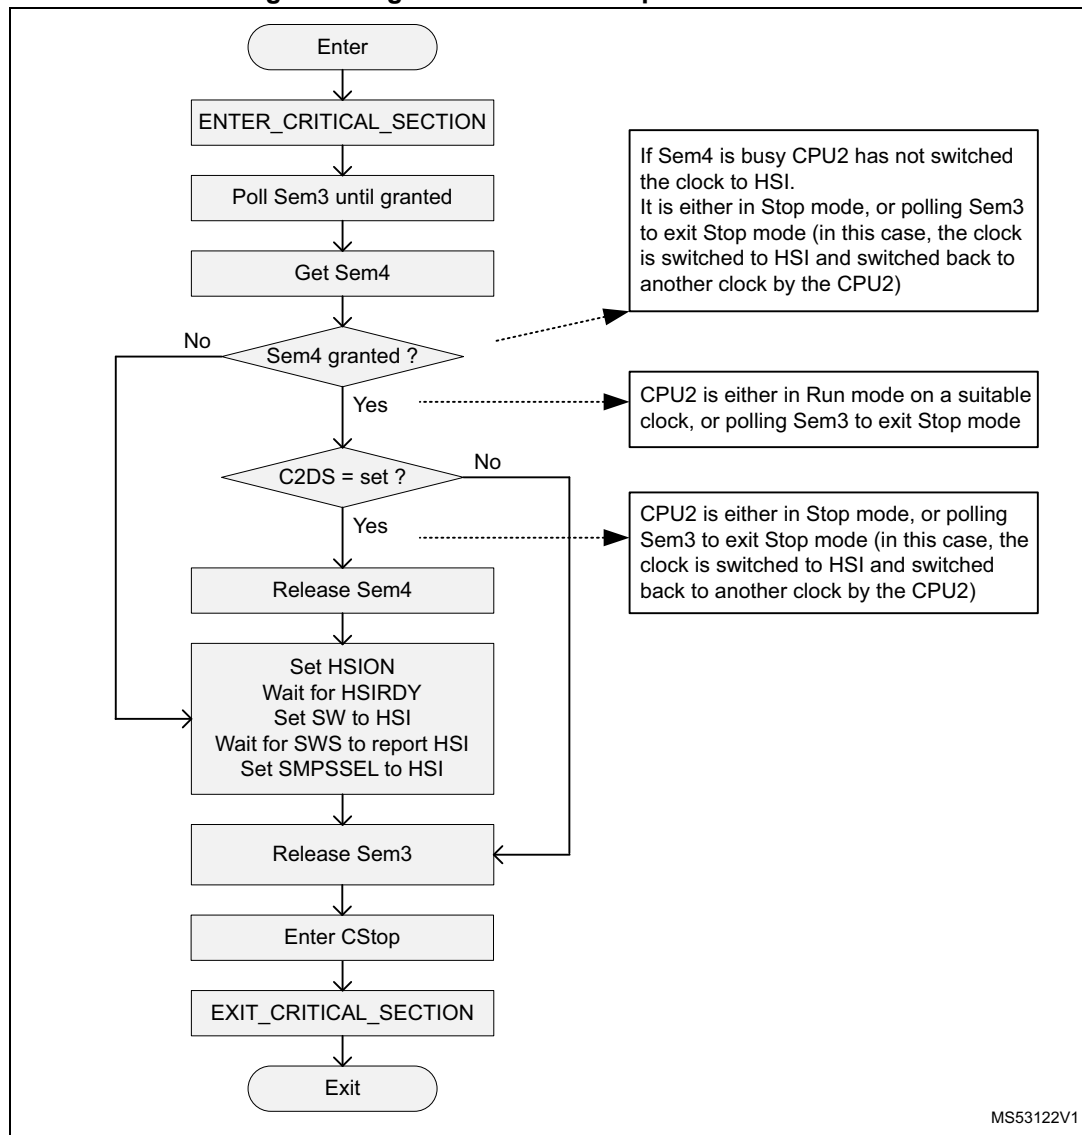 Enter
ENTER_CRITICAL_SECTION
Poll Sem3 until granted
Get Sem4
Sem4 granted ?
No
Yes
If Sem4 is busy CPU2 has not switched
the clock to HSI.
It is either in Stop mode, or polling Sem3
to exit Stop mode (in this case, the clock
is switched to HSI and switched back to
another clock by the CPU2)
CPU2 is either in Run mode on a suitable
clock, or polling Sem3 to exit Stop mode
C2DS = set ?
No
Yes
CPU2 is either in Stop mode, or polling
Sem3 to exit Stop mode (in this case, the
clock is switched to HSI and switched
back to another clock by the CPU2)
Release Sem4
Set HSION
Wait for HSIRDY
Set SW to HSI
Wait for SWS to report HSI
Set SMPSSEL to HSI
Release Sem3
Enter CStop
EXIT_CRITICAL_SECTION
Exit
MS53122V1